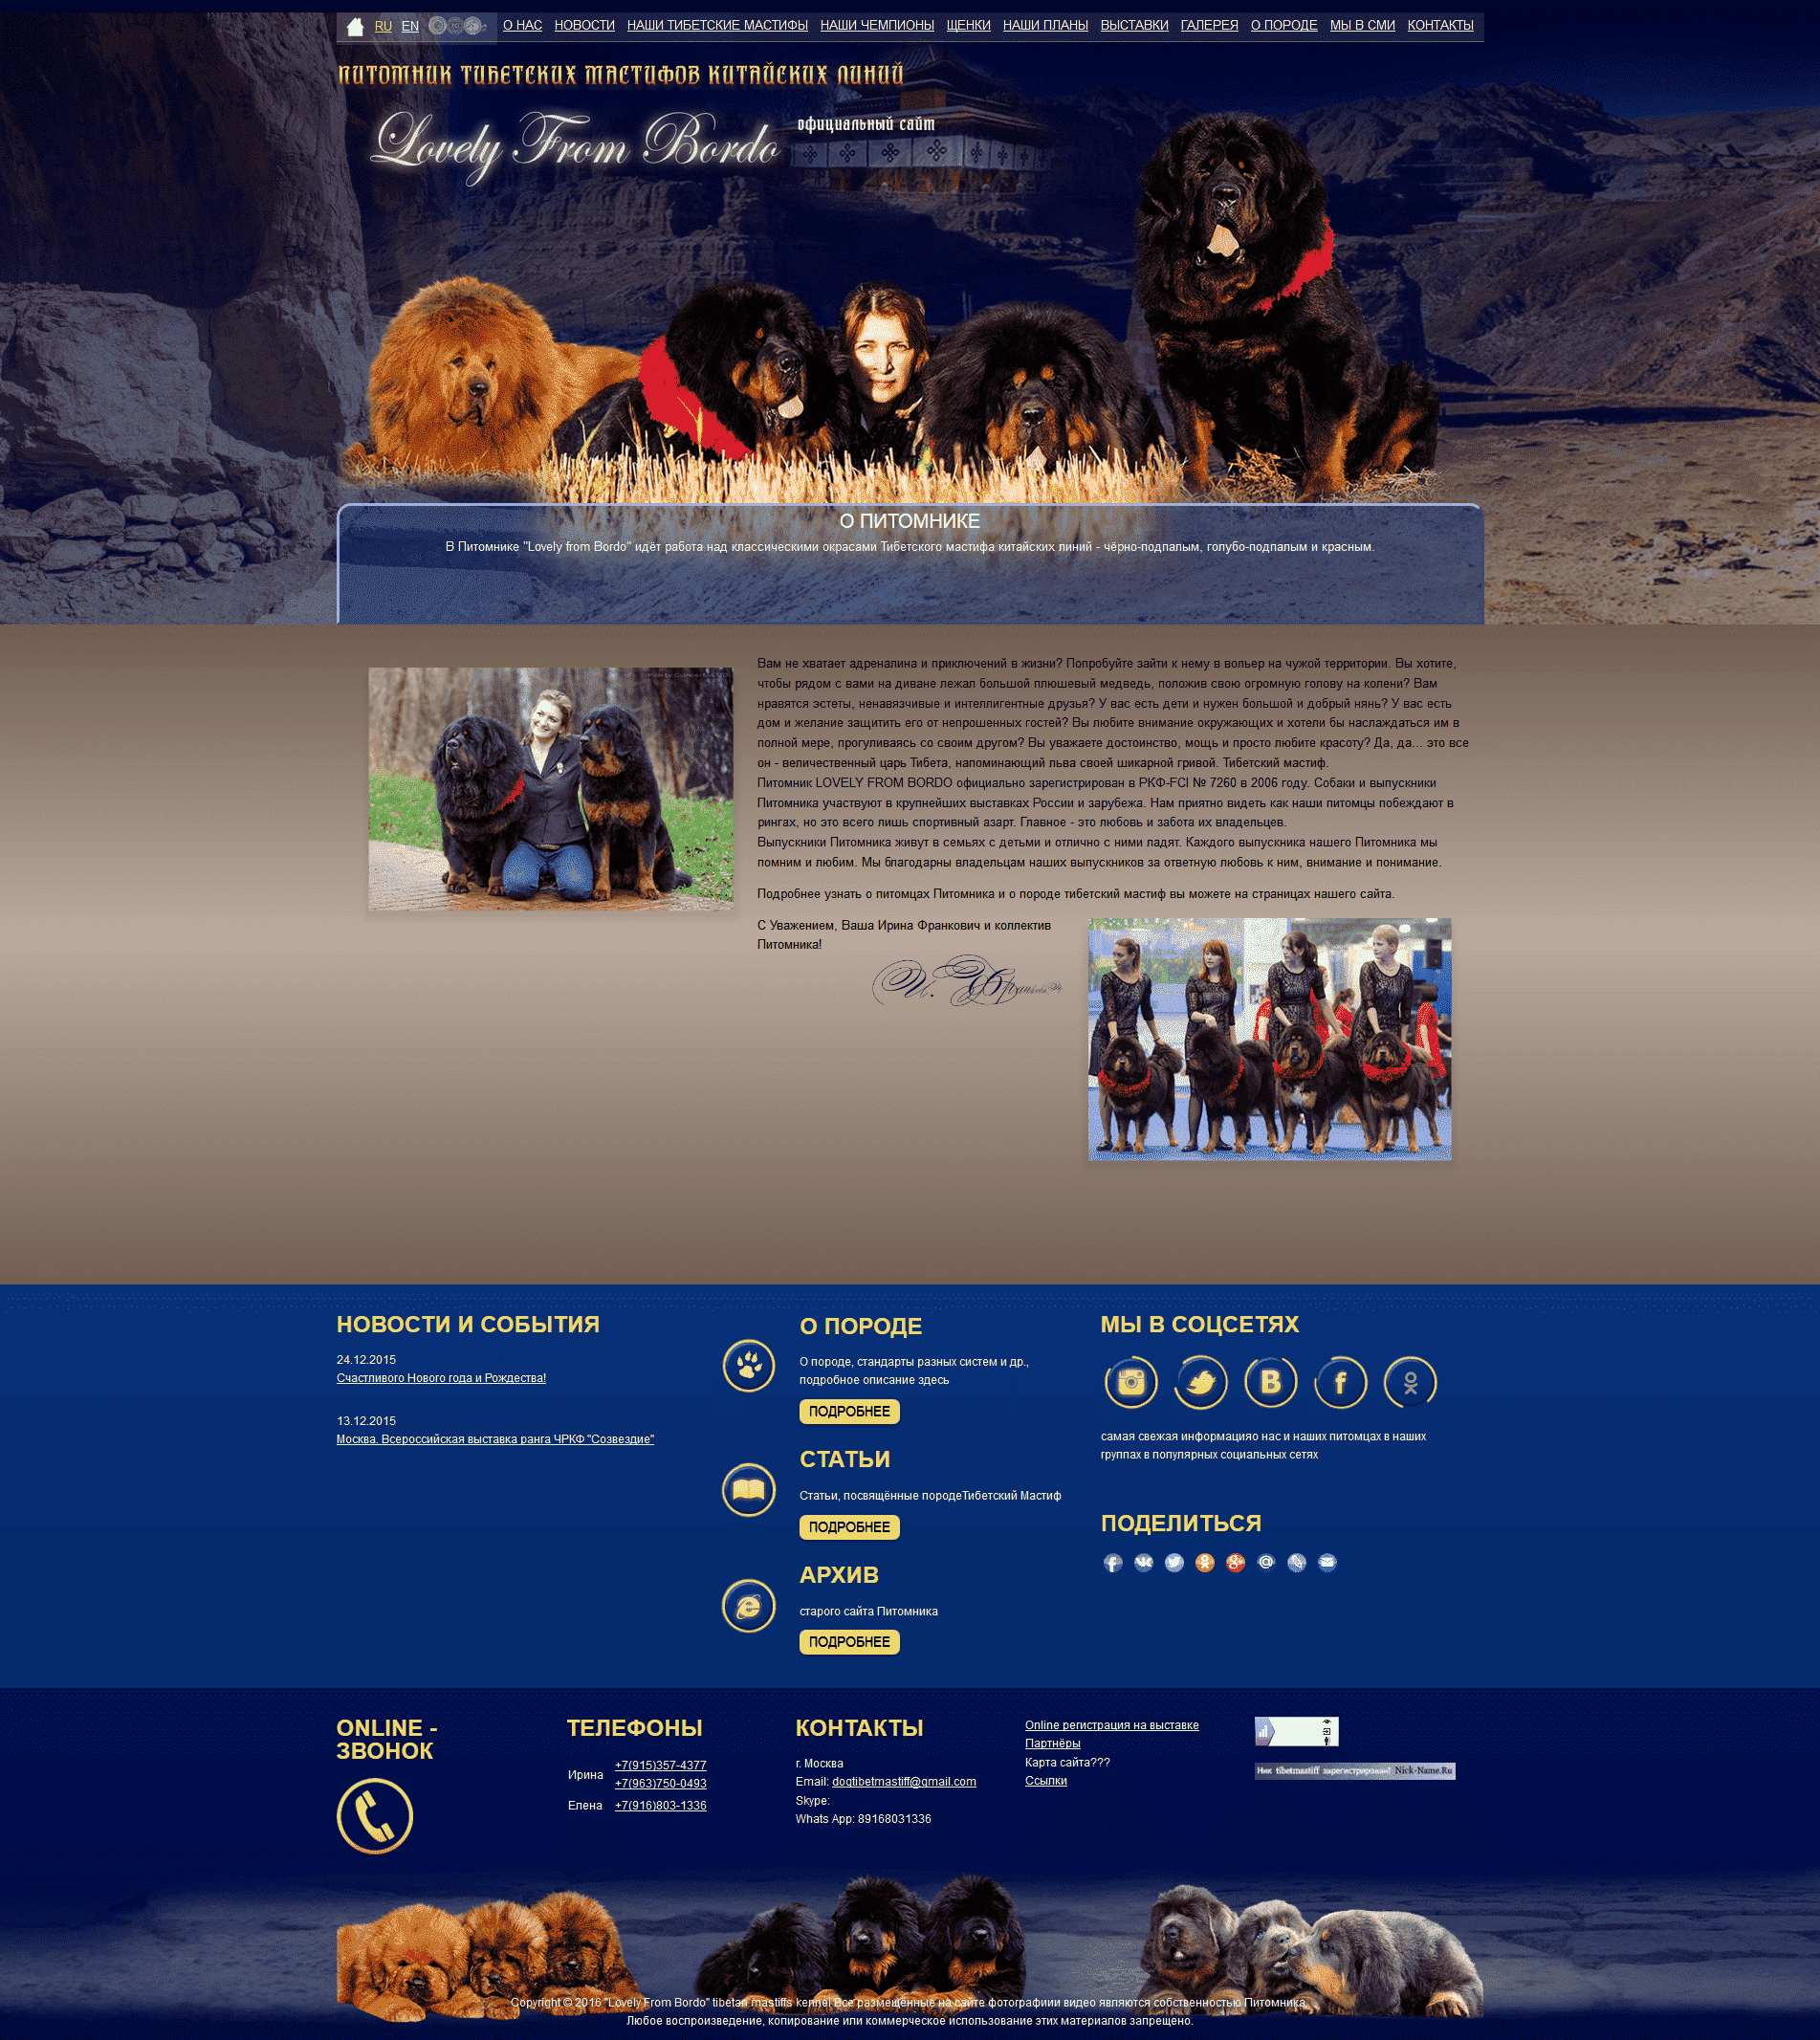 RU EN О НАС НОВОСТИ НАШИ ТИБЕТСКИЕ МАСТИФЫ НАШИ ЧЕМПИОНЫ ЩЕНКИ НАШИ ПЛАНЫ ВЫСТАВКИ ГАЛЕРЕЯ О ПОРОДЕ МЫ В СМИ КОНТАКТЫ
ПИТОМНИК ТИБЕТСКИХ МАСТИФОВ КИТАЙСКИХ ЛИНИЙ
Lovely From Bordo официальный сайт
О ПИТОМНИКЕ
В Питомнике "Lovely from Bordo" идёт работа над классическими окрасами Тибетского мастифа китайских линий - чёрно-подпалым, голубо-подпалым и красным.
Вам не хватает адреналина и приключений в жизни? Попробуйте зайти к нему в вольер на чужой территории. Вы хотите,
чтобы рядом с вами на диване лежал большой плюшевый медведь, положив свою огромную голову на колени? Вам
нравятся эстеты, ненавязчивые и интеллигентные друзья? У вас есть дети и нужен большой и добрый нянь? У вас есть
дом и желание защитить его от непрошенных гостей? Вы любите внимание окружающих и хотели бы наслаждаться им в
полной мере, прогуливаясь со своим другом? Вы уважаете достоинство, мощь и просто любите красоту? Да, да... это все
он - величественный царь Тибета, напоминающий льва своей шикарной гривой. Тибетский мастиф.
Питомник LOVELY FROM BORDO официально зарегистрирован в РКФ-FCI № 7260 в 2006 году. Собаки и выпускники
Питомника участвуют в крупнейших выставках России и зарубежа. Нам приятно видеть как наши питомцы побеждают в
рингах, но это всего лишь спортивный азарт. Главное - это любовь и забота их владельцев.
Выпускники Питомника живут в семьях с детьми и отлично с ними ладят. Каждого выпускника нашего Питомника мы
помним и любим. Мы благодарны владельцам наших выпускников за ответную любовь к ним, внимание и понимание.
Подробнее узнать о питомцах Питомника и о породе тибетский мастиф вы можете на страницах нашего сайта.
С Уважением, Ваша Ирина Франкович и коллектив
Питомника!
НОВОСТИ И СОБЫТИЯ
24.12.2015
Счастливого Нового года и Рождества!
13.12.2015
Москва. Всероссийская выставка ранга ЧРКФ "Созвездие"
О ПОРОДЕ
О породе, стандарты разных систем и др.,
подробное описание здесь
ПОДРОБНЕЕ
СТАТЬИ
Статьи, посвящённые породеТибетский Мастиф
ПОДРОБНЕЕ
АРХИВ
старого сайта Питомника
ПОДРОБНЕЕ
МЫ В СОЦСЕТЯХ
самая свежая информацияо нас и наших питомцах в наших
группах в популярных социальных сетях
ПОДЕЛИТЬСЯ
ONLINE -
ЗВОНОК
ТЕЛЕФОНЫ
Ирина +7(915)357-4377
+7(963)750-0493
Елена +7(916)803-1336
КОНТАКТЫ
г. Москва
Email: dogtibetmastiff@gmail.com
Skype:
Whats App: 89168031336
Online регистрация на выставке
Партнёры
Карта сайта???
Ссылки
Ник tibetmastiff зарегистрирован! Nick-Name.Ru
Copyright © 2016 "Lovely From Bordo" tibetan mastiffs kennel Все размещённые на сайте фотографиии видео являются собственностью Питомника.
Любое воспроизведение, копирование или коммерческое использование этих материалов запрещено.